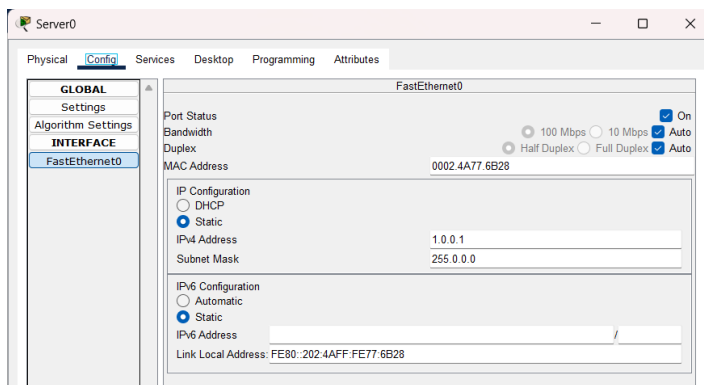 Server0
Physical Config Services Desktop Programming Attributes
GLOBAL
Settings
Algorithm Settings
INTERFACE
FastEthernet0
FastEthernet0
Port Status On
Bandwidth 100 Mbps 10 Mbps Auto
Duplex Half Duplex Full Duplex Auto
MAC Address 0002.4A77.6B28
IP Configuration
DHCP
Static
IPv4 Address 1.0.0.1
Subnet Mask 255.0.0.0
IPv6 Configuration
Automatic
Static
IPv6 Address /
Link Local Address: FE80::202:4AFF:FE77:6B28